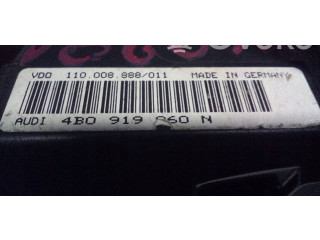 VDO 110.008.888/011 MADE IN GERMANY
AUDI 4B0 919 860 N